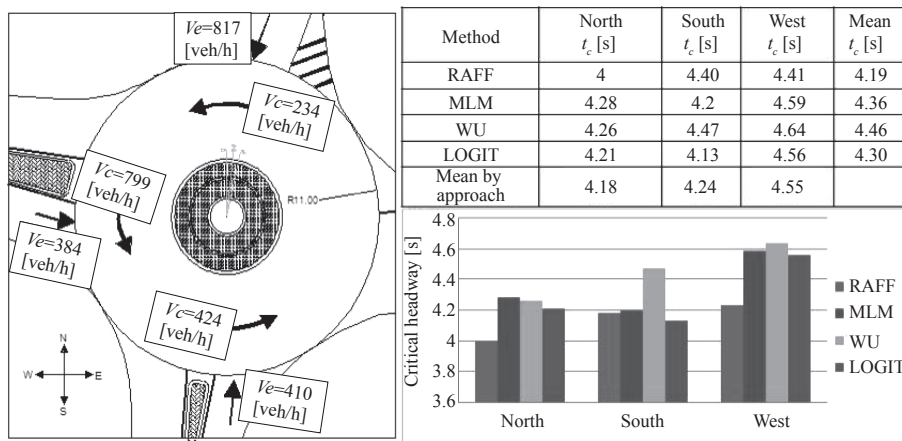 Ve=817
[veh/h]
Vc=234
[veh/h]
Vc=799
[veh/h]
R11.00
Ve=384
[veh/h]
Vc=424
[veh/h]
Ve=410
[veh/h]
N
W E
S
Method North t_c [s] South t_c [s] West t_c [s] Mean t_c [s]
RAFF 4 4.40 4.41 4.19
MLM 4.28 4.2 4.59 4.36
WU 4.26 4.47 4.64 4.46
LOGIT 4.21 4.13 4.56 4.30
Mean by
approach 4.18 4.24 4.55
Critical headway [s]
4.8
4.6
4.4
4.2
4
3.8
3.6
North South West
RAFF
MLM
WU
LOGIT